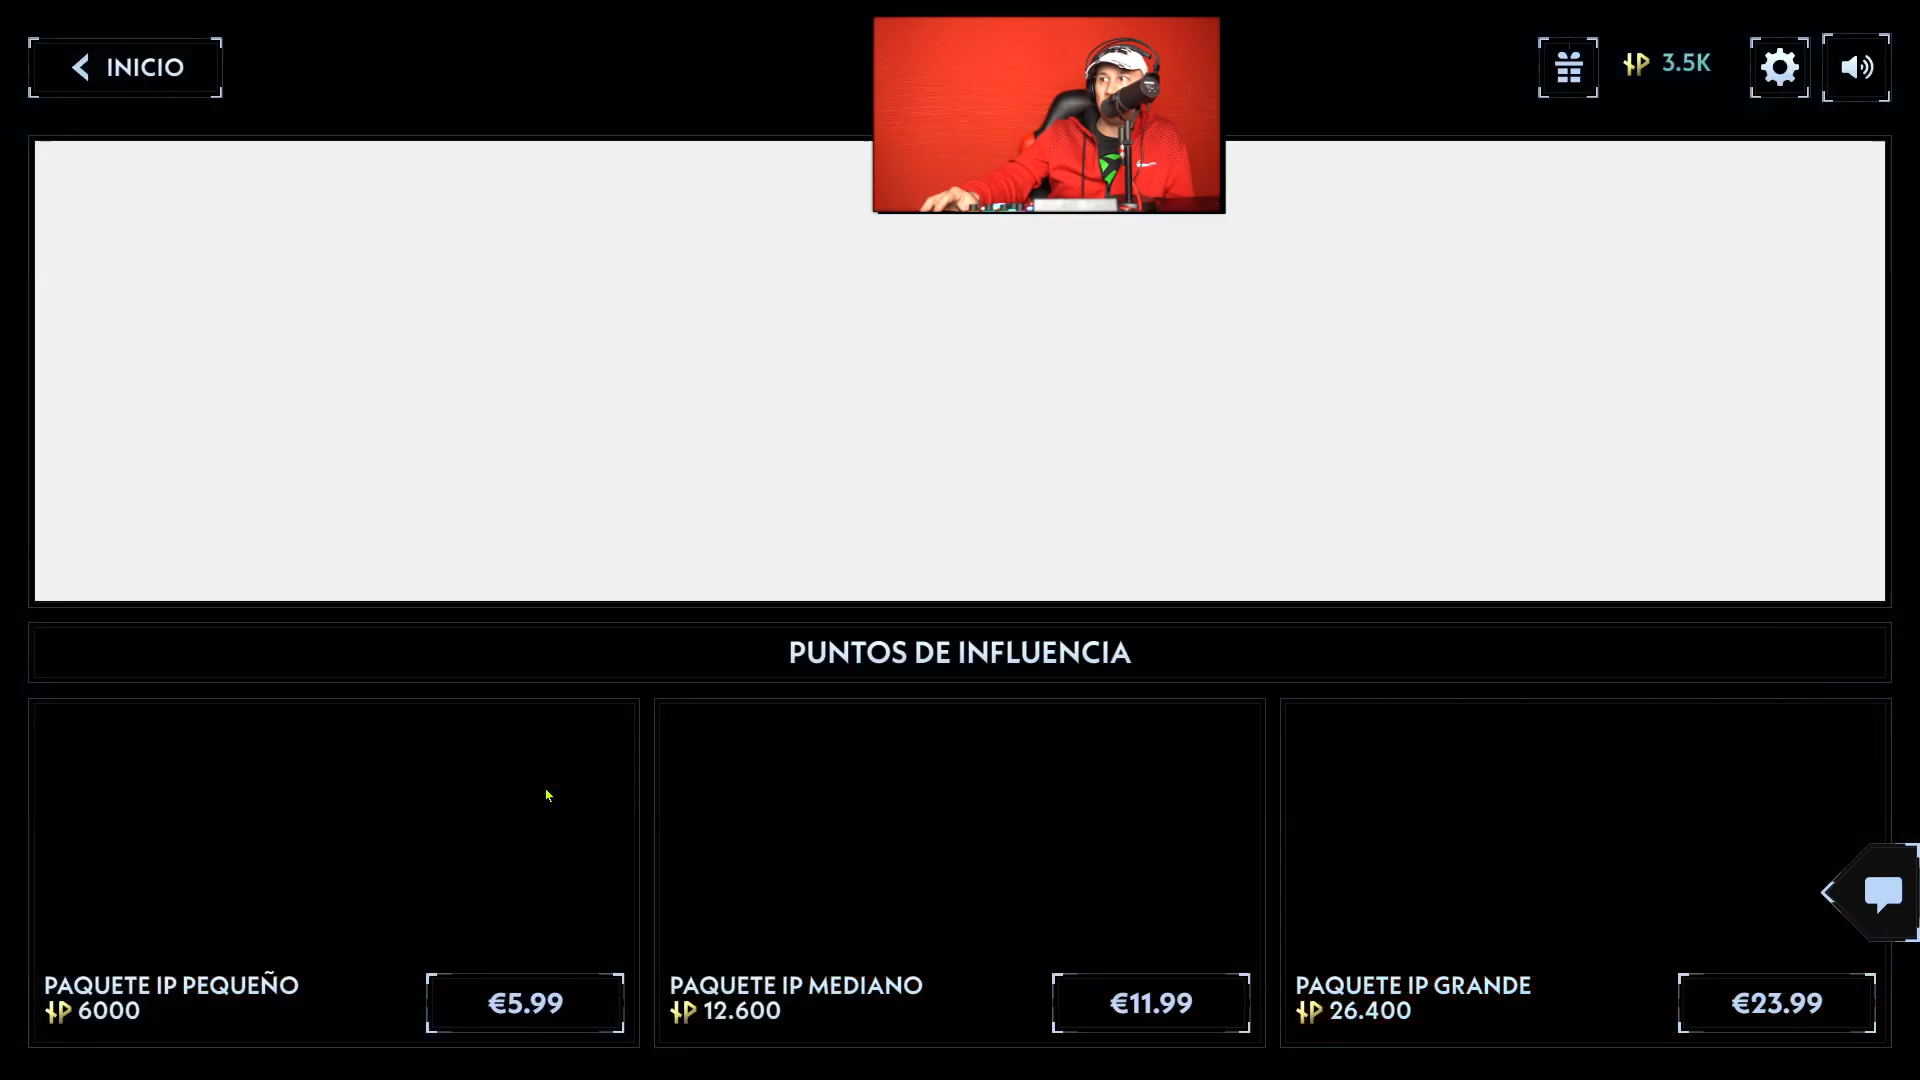 INICIO
3.5K
PUNTOS DE INFLUENCIA
PAQUETE IP PEQUEÑO
6000
€5.99
PAQUETE IP MEDIANO
12.600
€11.99
PAQUETE IP GRANDE
26.400
€23.99